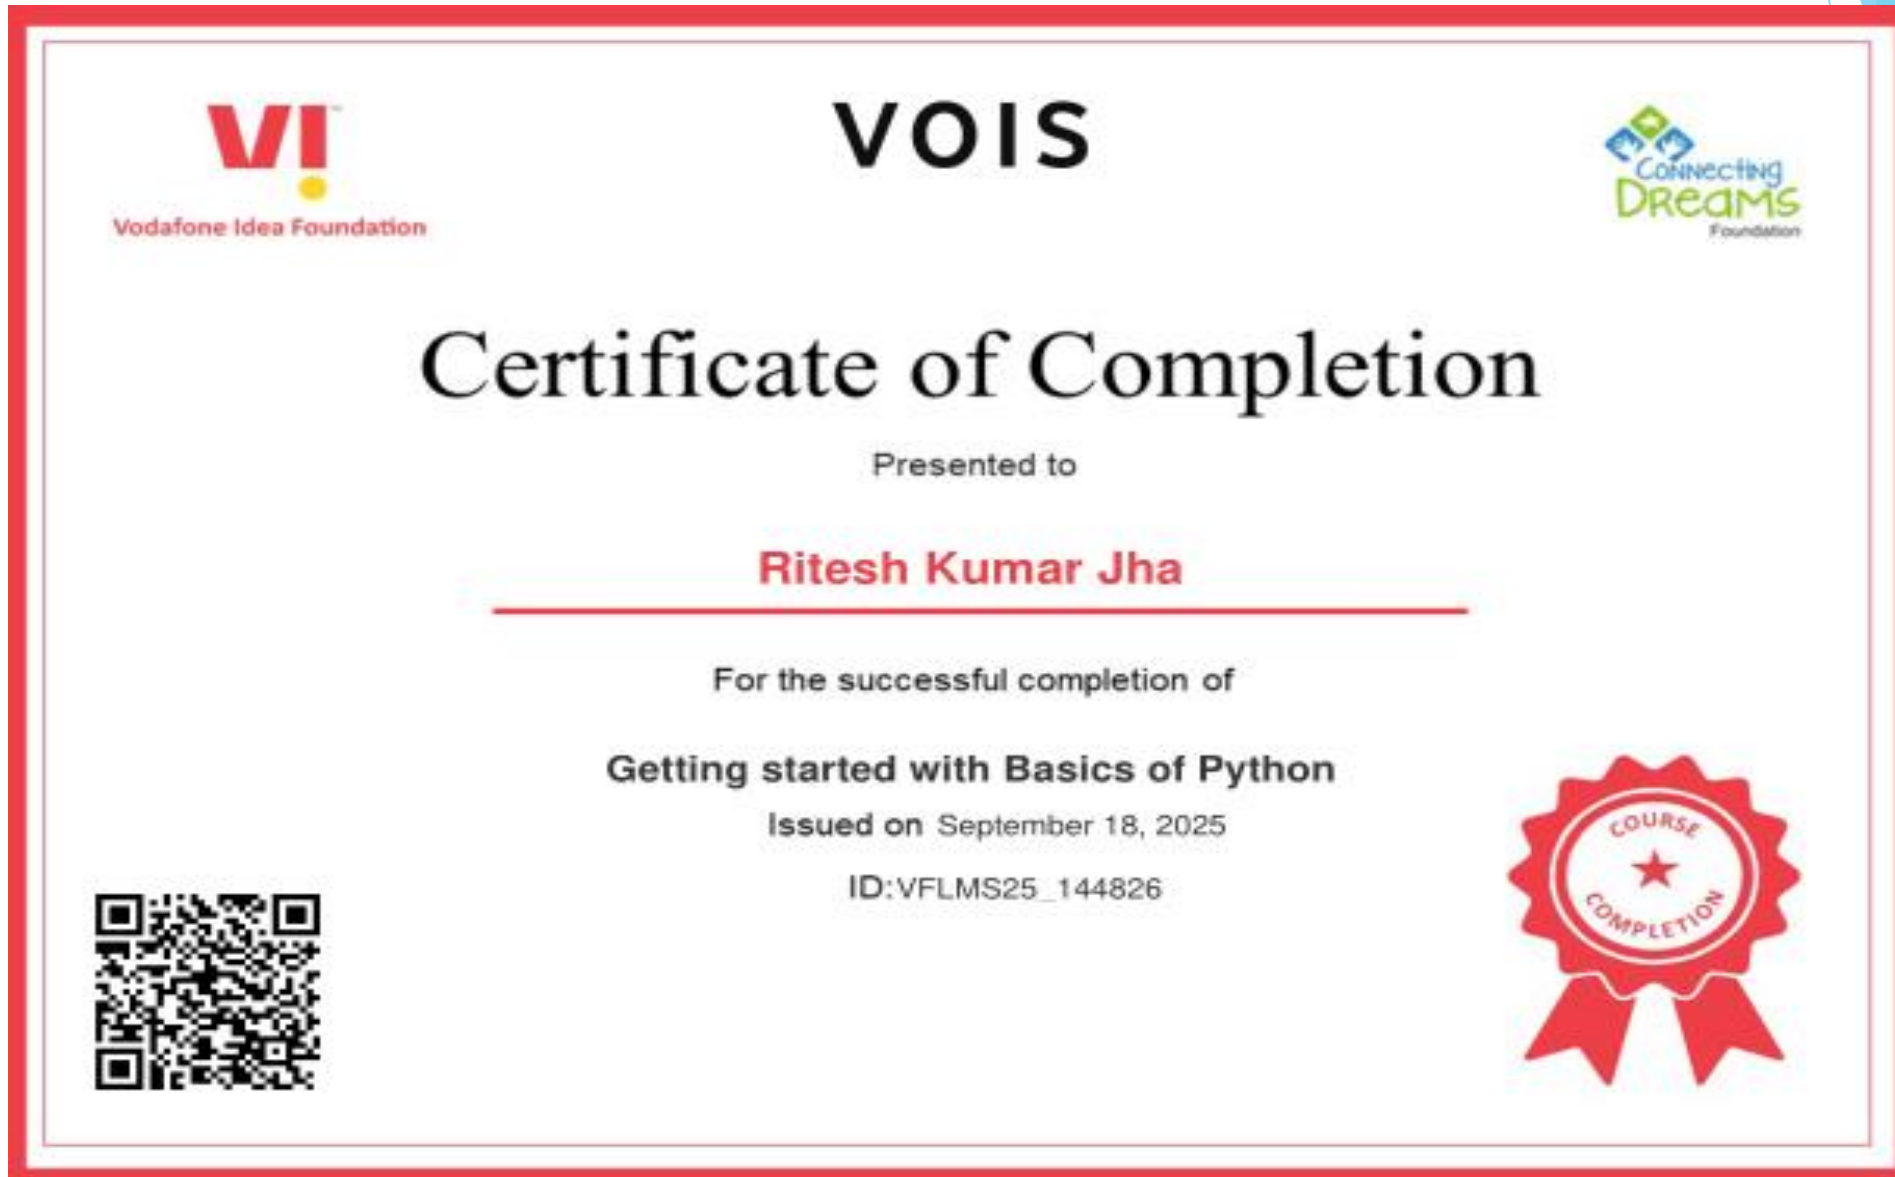 VI™
Vodafone Idea Foundation
VOIS
Connecting
Dreams
Foundation
Certificate of Completion
Presented to
Ritesh Kumar Jha
For the successful completion of
Getting started with Basics of Python
Issued on September 18, 2025
ID:VFLMS25_144826
COURSE
COMPLETION